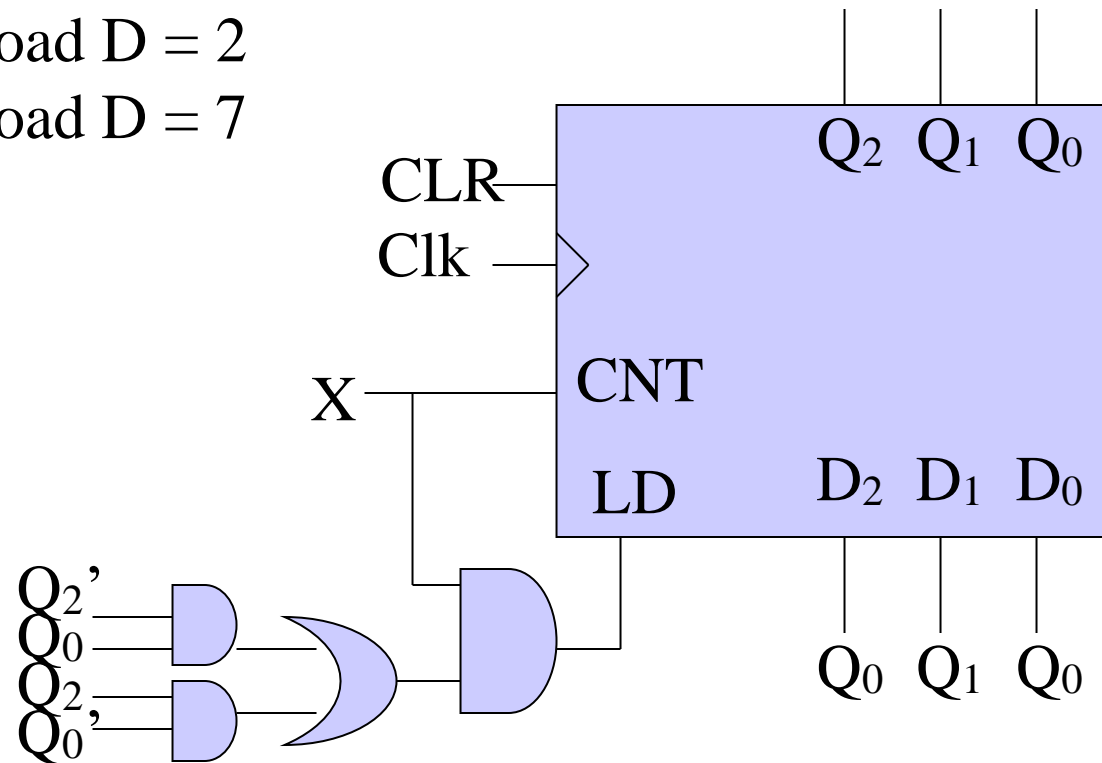 oad D = 2
oad D = 7
Q₂ Q₁ Q₀
CLR
Clk
X
CNT
LD
D₂ D₁ D₀
Q₂’
Q₀
Q₂
Q₀’
Q₀ Q₁ Q₀